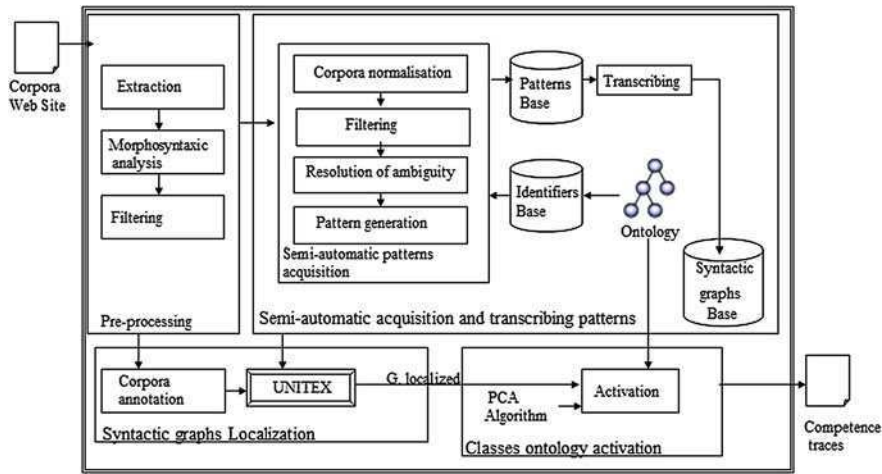 Corpora
Web Site
Extraction
Morphosyntaxic
analysis
Filtering
Pre-processing
Corpora normalisation
Filtering
Resolution of ambiguity
Pattern generation
Semi-automatic patterns
acquisition
Patterns
Base
Transcribing
Identifiers
Base
Ontology
Syntactic
graphs
Base
Semi-automatic acquisition and transcribing patterns
Corpora
annotation
UNITEX
Syntactic graphs Localization
G. localized
PCA
Algorithm
Activation
Classes ontology activation
Competence
traces